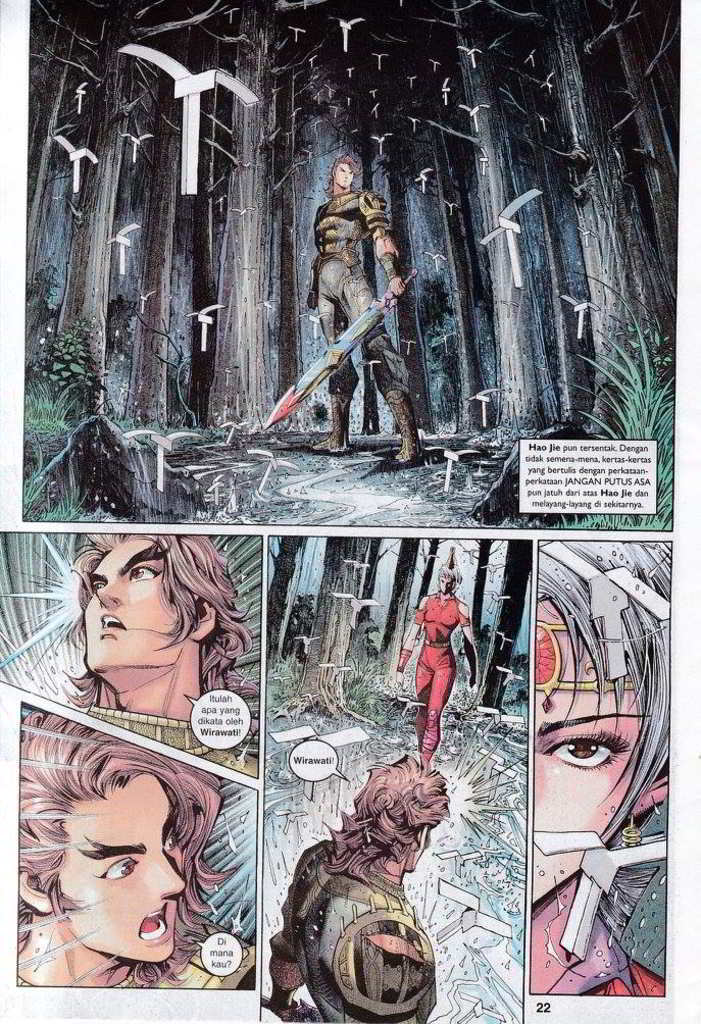 Hao Jie pun tersentak. Dengan
tidak semena-mena, kertas-kertas
yang bertulis dengan perkataan-
perkataan JANGAN PUTUS ASA
pun jatuh dari atas Hao Jie dan
melayang-layang di sekitarnya.
Itulah
apa yang
dikata oleh
Wirawati!
Di
mana
kau?
Wirawati!
22